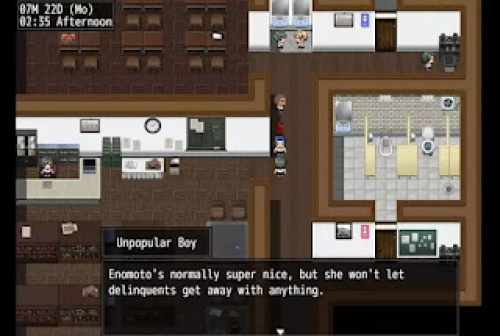 07M 22D (Mo)
02:35 Afternoon
Unpopular Boy
Enomoto's normally super nice, but she won't let
delinquents get away with anything.